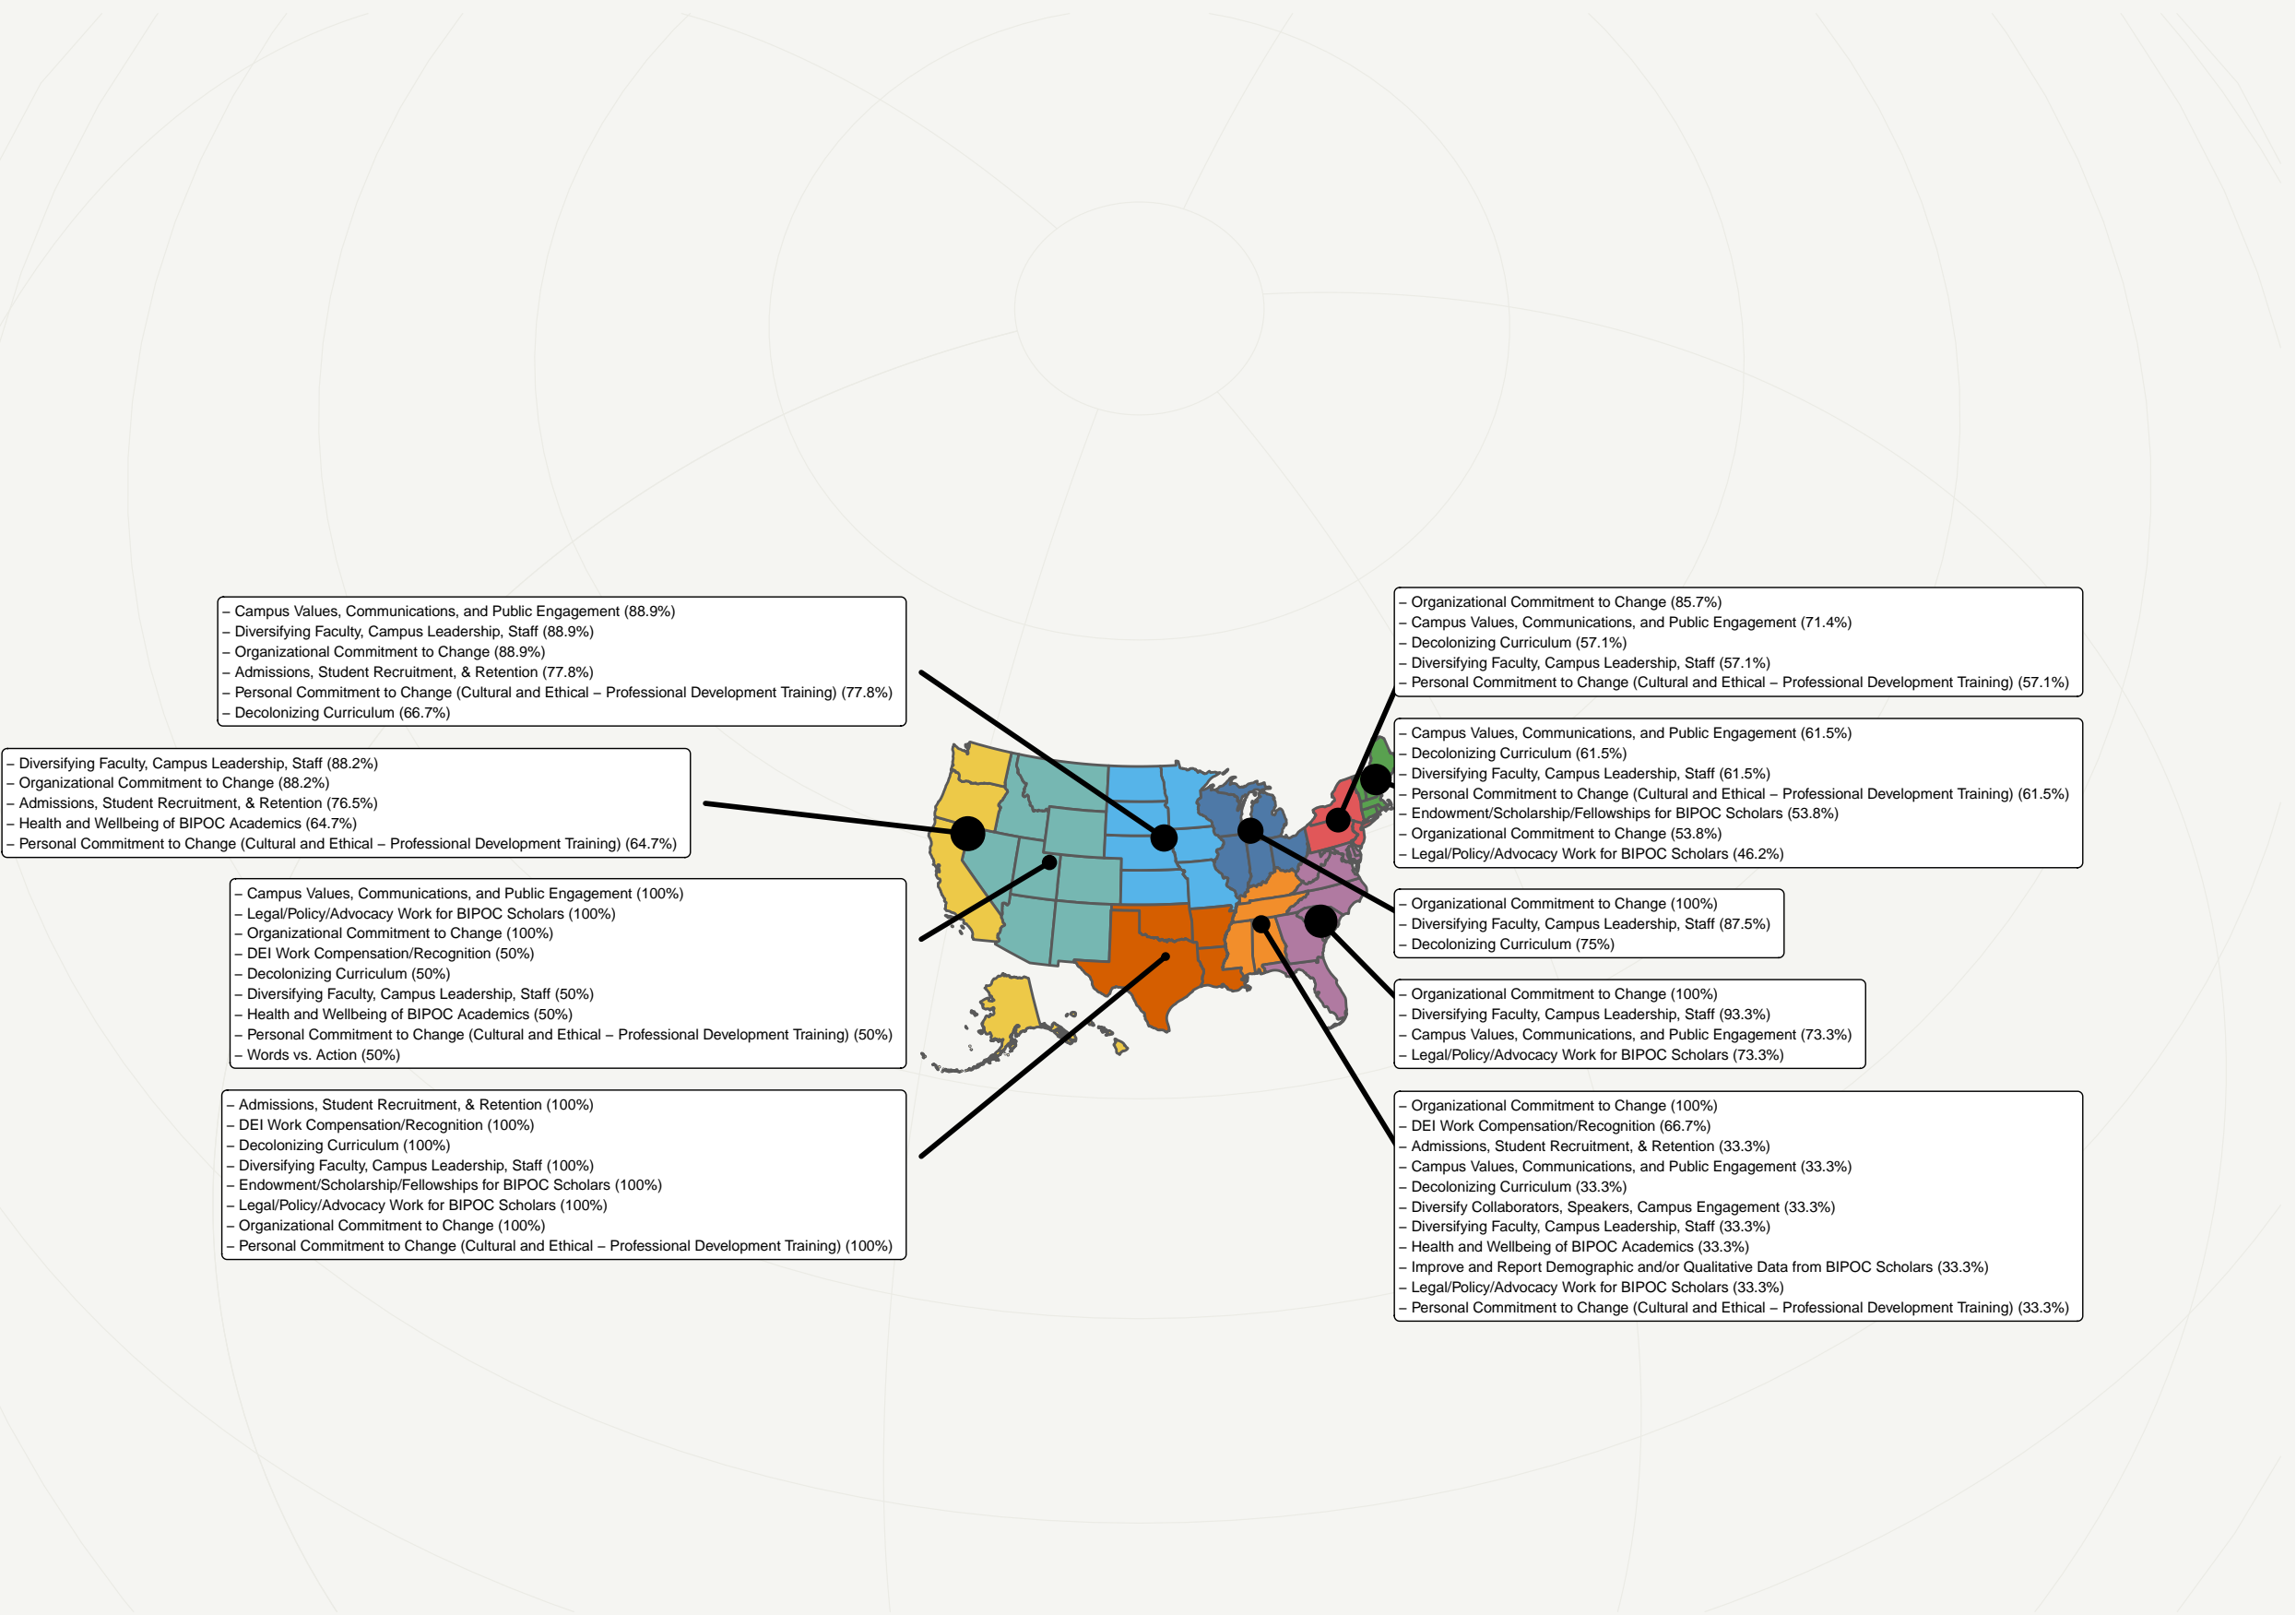 – Campus Values, Communications, and Public Engagement (88.9%)
– Diversifying Faculty, Campus Leadership, Staff (88.9%)
– Organizational Commitment to Change (88.9%)
– Admissions, Student Recruitment, & Retention (77.8%)
– Personal Commitment to Change (Cultural and Ethical – Professional Development Training) (77.8%)
– Decolonizing Curriculum (66.7%)
– Diversifying Faculty, Campus Leadership, Staff (88.2%)
– Organizational Commitment to Change (88.2%)
– Admissions, Student Recruitment, & Retention (76.5%)
– Health and Wellbeing of BIPOC Academics (64.7%)
– Personal Commitment to Change (Cultural and Ethical – Professional Development Training) (64.7%)
– Campus Values, Communications, and Public Engagement (100%)
– Legal/Policy/Advocacy Work for BIPOC Scholars (100%)
– Organizational Commitment to Change (100%)
– DEI Work Compensation/Recognition (50%)
– Decolonizing Curriculum (50%)
– Diversifying Faculty, Campus Leadership, Staff (50%)
– Health and Wellbeing of BIPOC Academics (50%)
– Personal Commitment to Change (Cultural and Ethical – Professional Development Training) (50%)
– Words vs. Action (50%)
– Admissions, Student Recruitment, & Retention (100%)
– DEI Work Compensation/Recognition (100%)
– Decolonizing Curriculum (100%)
– Diversifying Faculty, Campus Leadership, Staff (100%)
– Endowment/Scholarship/Fellowships for BIPOC Scholars (100%)
– Legal/Policy/Advocacy Work for BIPOC Scholars (100%)
– Organizational Commitment to Change (100%)
– Personal Commitment to Change (Cultural and Ethical – Professional Development Training) (100%)
– Organizational Commitment to Change (85.7%)
– Campus Values, Communications, and Public Engagement (71.4%)
– Decolonizing Curriculum (57.1%)
– Diversifying Faculty, Campus Leadership, Staff (57.1%)
– Personal Commitment to Change (Cultural and Ethical – Professional Development Training) (57.1%)
– Campus Values, Communications, and Public Engagement (61.5%)
– Decolonizing Curriculum (61.5%)
– Diversifying Faculty, Campus Leadership, Staff (61.5%)
– Personal Commitment to Change (Cultural and Ethical – Professional Development Training) (61.5%)
– Endowment/Scholarship/Fellowships for BIPOC Scholars (53.8%)
– Organizational Commitment to Change (53.8%)
– Legal/Policy/Advocacy Work for BIPOC Scholars (46.2%)
– Organizational Commitment to Change (100%)
– Diversifying Faculty, Campus Leadership, Staff (87.5%)
– Decolonizing Curriculum (75%)
– Organizational Commitment to Change (100%)
– Diversifying Faculty, Campus Leadership, Staff (93.3%)
– Campus Values, Communications, and Public Engagement (73.3%)
– Legal/Policy/Advocacy Work for BIPOC Scholars (73.3%)
– Organizational Commitment to Change (100%)
– DEI Work Compensation/Recognition (66.7%)
– Admissions, Student Recruitment, & Retention (33.3%)
– Campus Values, Communications, and Public Engagement (33.3%)
– Decolonizing Curriculum (33.3%)
– Diversify Collaborators, Speakers, Campus Engagement (33.3%)
– Diversifying Faculty, Campus Leadership, Staff (33.3%)
– Health and Wellbeing of BIPOC Academics (33.3%)
– Improve and Report Demographic and/or Qualitative Data from BIPOC Scholars (33.3%)
– Legal/Policy/Advocacy Work for BIPOC Scholars (33.3%)
– Personal Commitment to Change (Cultural and Ethical – Professional Development Training) (33.3%)